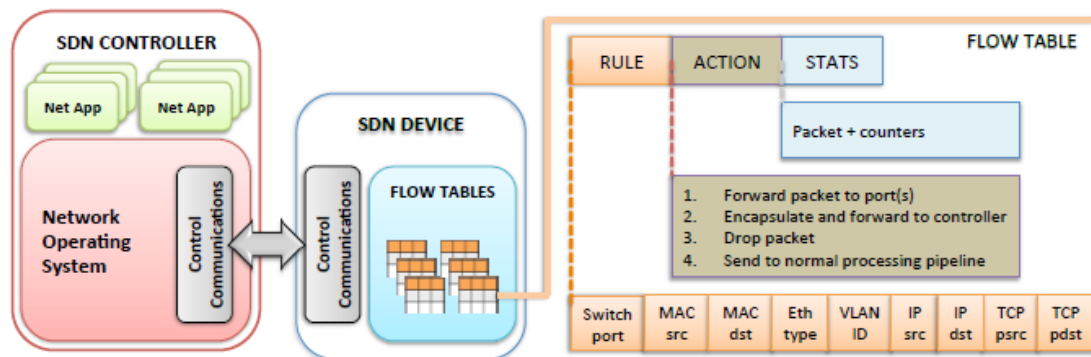 SDN CONTROLLER
Net App
Net App
Network
Operating
System
Control
Communications
SDN DEVICE
Control
Communications
FLOW TABLES
FLOW TABLE
RULE
ACTION
STATS
Packet + counters
1. Forward packet to port(s)
2. Encapsulate and forward to controller
3. Drop packet
4. Send to normal processing pipeline
Switch
port
MAC
src
MAC
dst
Eth
type
VLAN
ID
IP
src
IP
dst
TCP
psrc
TCP
pdst